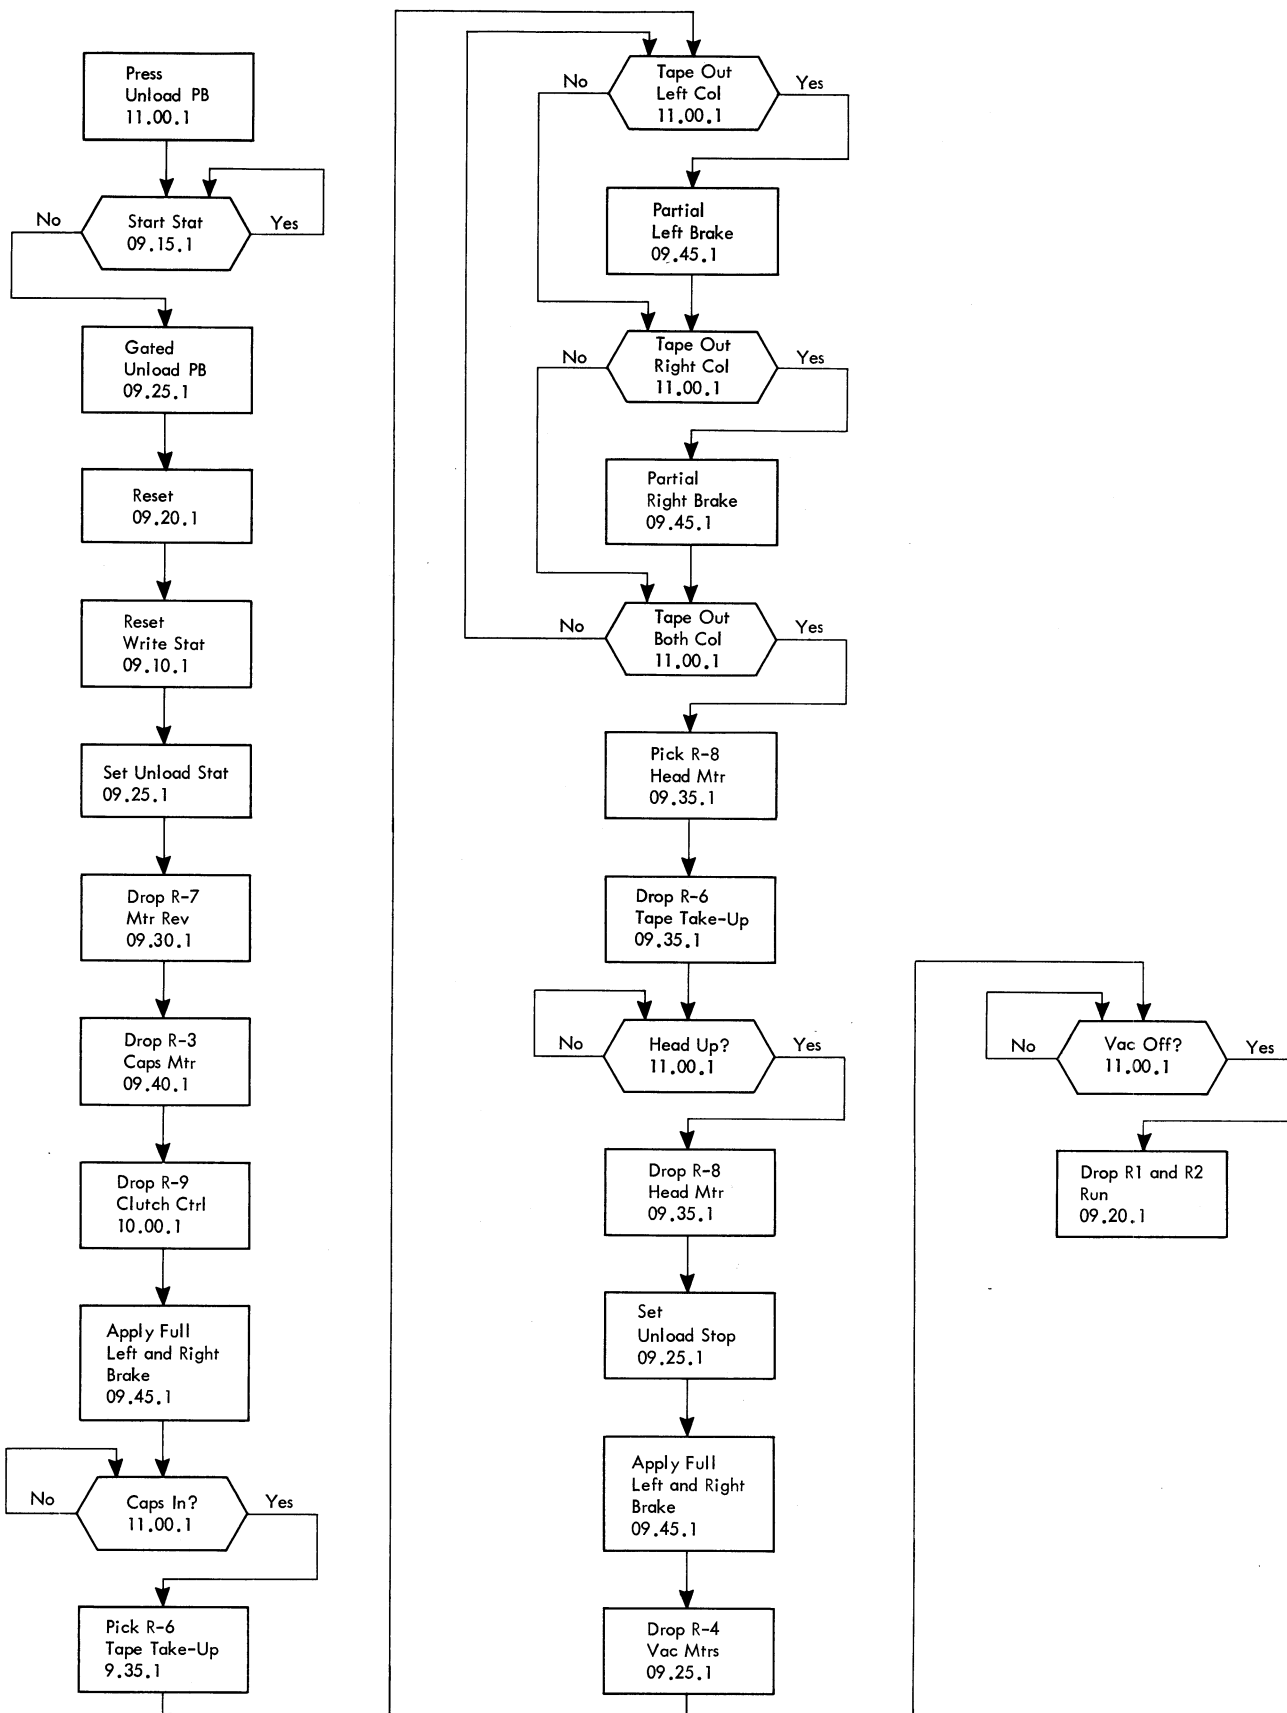 Press
Unload PB
11.00.1
No
Start Stat
09.15.1
Yes
Gated
Unload PB
09.25.1
Reset
09.20.1
Reset
Write Stat
09.10.1
Set Unload Stat
09.25.1
Drop R-7
Mtr Rev
09.30.1
Drop R-3
Caps Mtr
09.40.1
Drop R-9
Clutch Ctrl
10.00.1
Apply Full
Left and Right
Brake
09.45.1
No
Caps In?
11.00.1
Yes
Pick R-6
Tape Take-Up
9.35.1
No
Tape Out
Left Col
11.00.1
Yes
Partial
Left Brake
09.45.1
No
Tape Out
Right Col
11.00.1
Yes
Partial
Right Brake
09.45.1
No
Tape Out
Both Col
11.00.1
Yes
Pick R-8
Head Mtr
09.35.1
Drop R-6
Tape Take-Up
09.35.1
No
Head Up?
11.00.1
Yes
Drop R-8
Head Mtr
09.35.1
Set
Unload Stop
09.25.1
Apply Full
Left and Right
Brake
09.45.1
Drop R-4
Vac Mtrs
09.25.1
No
Vac Off?
11.00.1
Yes
Drop R1 and R2
Run
09.20.1